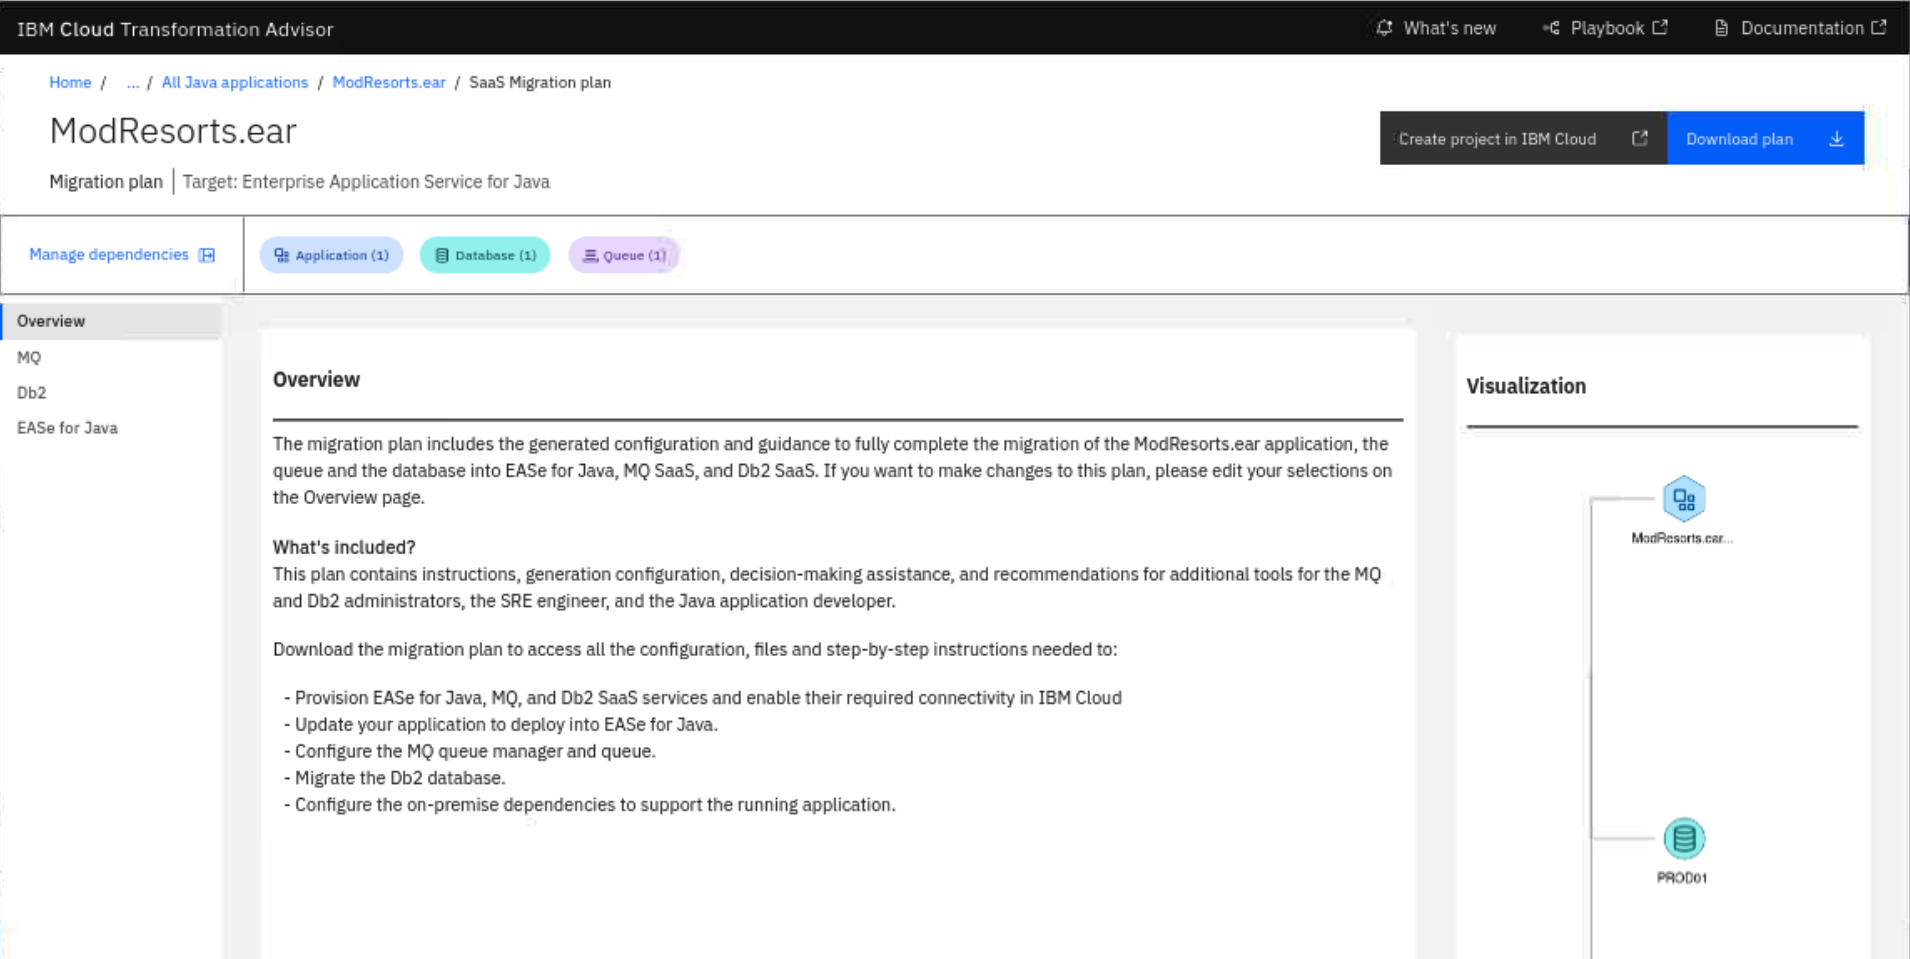 IBM Cloud Transformation Advisor
What's new
Playbook
Documentation
Home / ... / All Java applications / ModResorts.ear / SaaS Migration plan
ModResorts.ear
Create project in IBM Cloud
Download plan
Migration plan | Target: Enterprise Application Service for Java
Manage dependencies
Application (1)
Database (1)
Queue (1)
Overview
MQ
Db2
EASe for Java
Overview
The migration plan includes the generated configuration and guidance to fully complete the migration of the ModResorts.ear application, the
queue and the database into EASe for Java, MQ SaaS, and Db2 SaaS. If you want to make changes to this plan, please edit your selections on
the Overview page.
What's included?
This plan contains instructions, generation configuration, decision-making assistance, and recommendations for additional tools for the MQ
and Db2 administrators, the SRE engineer, and the Java application developer.
Download the migration plan to access all the configuration, files and step-by-step instructions needed to:
- Provision EASe for Java, MQ, and Db2 SaaS services and enable their required connectivity in IBM Cloud
- Update your application to deploy into EASe for Java.
- Configure the MQ queue manager and queue.
- Migrate the Db2 database.
- Configure the on-premise dependencies to support the running application.
Visualization
ModResorts.ear...
PROD01